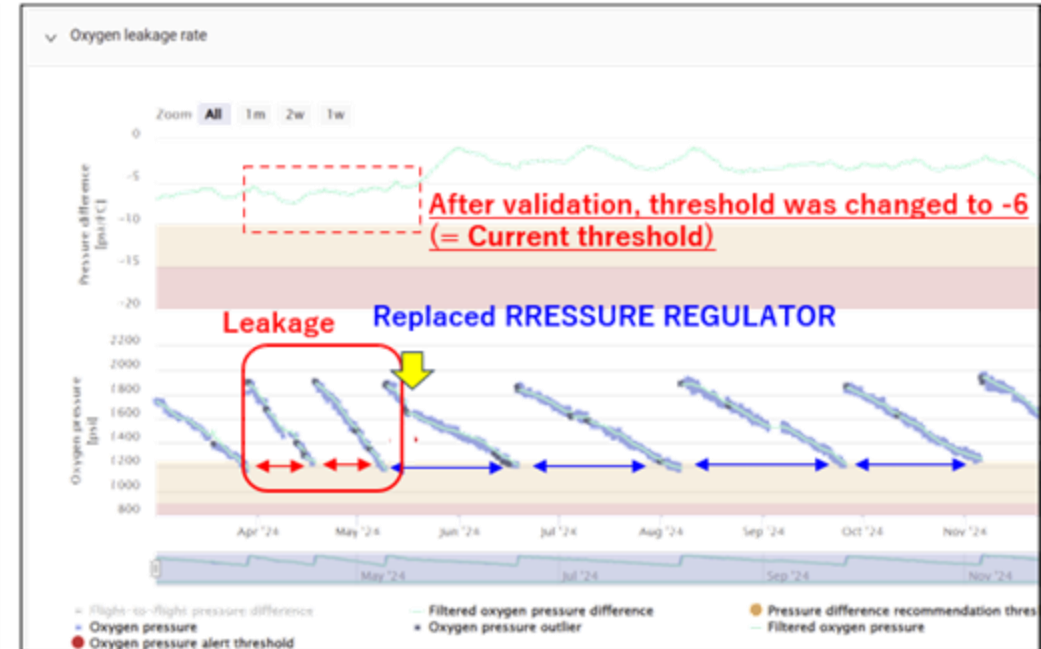 Oxygen leakage rate
Zoom All 1m 2w 1w
0
-5
-10
-15
-20
Pressure difference
[psi/FC]
After validation, threshold was changed to -6
(= Current threshold)
Leakage
Replaced RRESSURE REGULATOR
2200
2000
1800
1600
1400
1200
1000
800
Oxygen pressure
[psi]
Apr '24 May '24 Jun '24 Jul '24 Aug '24 Sep '24 Oct '24 Nov '24
May '24 Jul '24 Sep '24 Nov '24
Flight-to-flight pressure difference
Filtered oxygen pressure difference
Pressure difference recommendation thres
Oxygen pressure
Oxygen pressure outlier
Filtered oxygen pressure
Oxygen pressure alert threshold